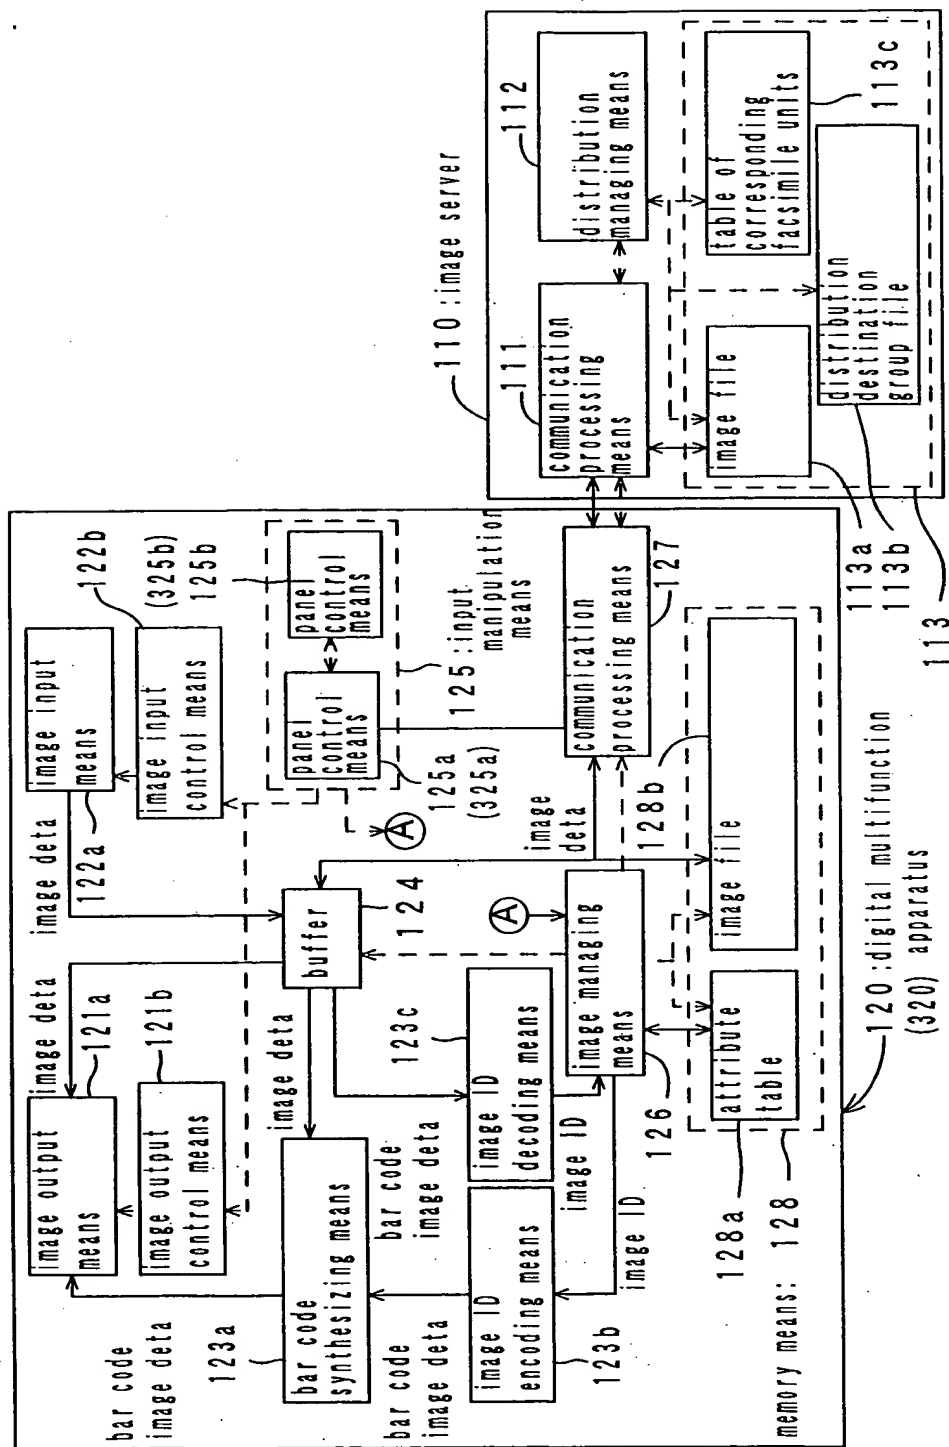 bar code
image deta
123a
bar code
synthesizing means
image output
means
image output
control means
image deta
121a
121b
image deta
image input
means
122a
image input
control means
122b
(325b)
125b
buffer
124
image deta
panel
control
means
panel
control
means
125:input
manipulation
means
125a
(325a)
A
bar code
image deta
image ID
encoding means
123b
bar code
image deta
image ID
decoding means
123c
image ID
image ID
A
image managing
means
126
image
deta
communication
processing means
127
attribute
table
128a
image file
128b
memory means: 128
120:digital multifunction
(320) apparatus
110:image server
communication
processing
means
111
distribution
managing means
112
image file
113a
distribution
destination
group file
113b
table of
corresponding
facsimile units
113c
113